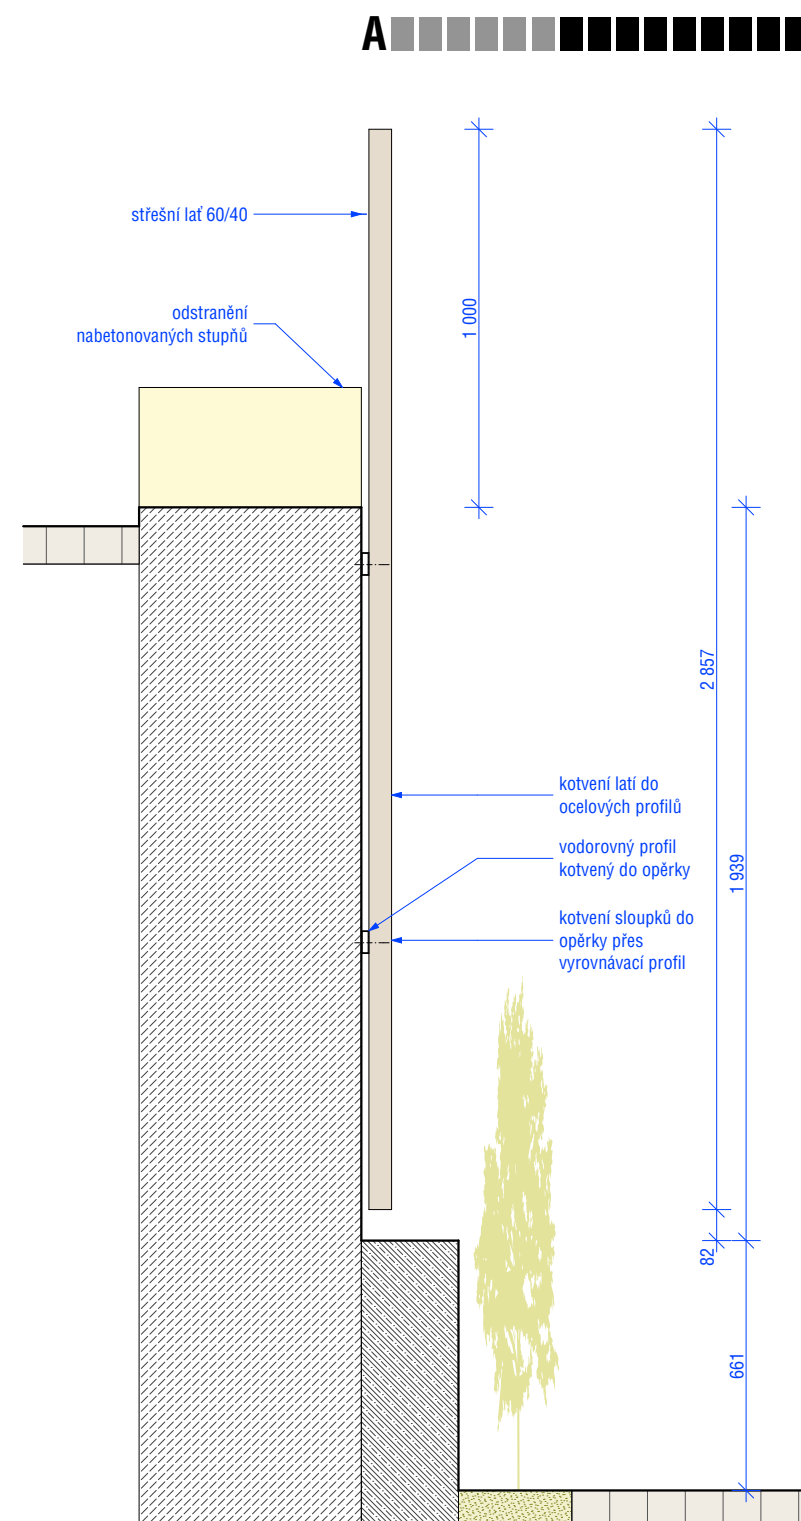 A
střešní lať 60/40
odstranění
nabetonovaných stupňů
1 000
2 857
kotvení latí do
ocelových profilů
vodorovný profil
kotvený do opěrky
1 939
kotvení sloupků do
opěrky přes
vyrovnávací profil
82
661